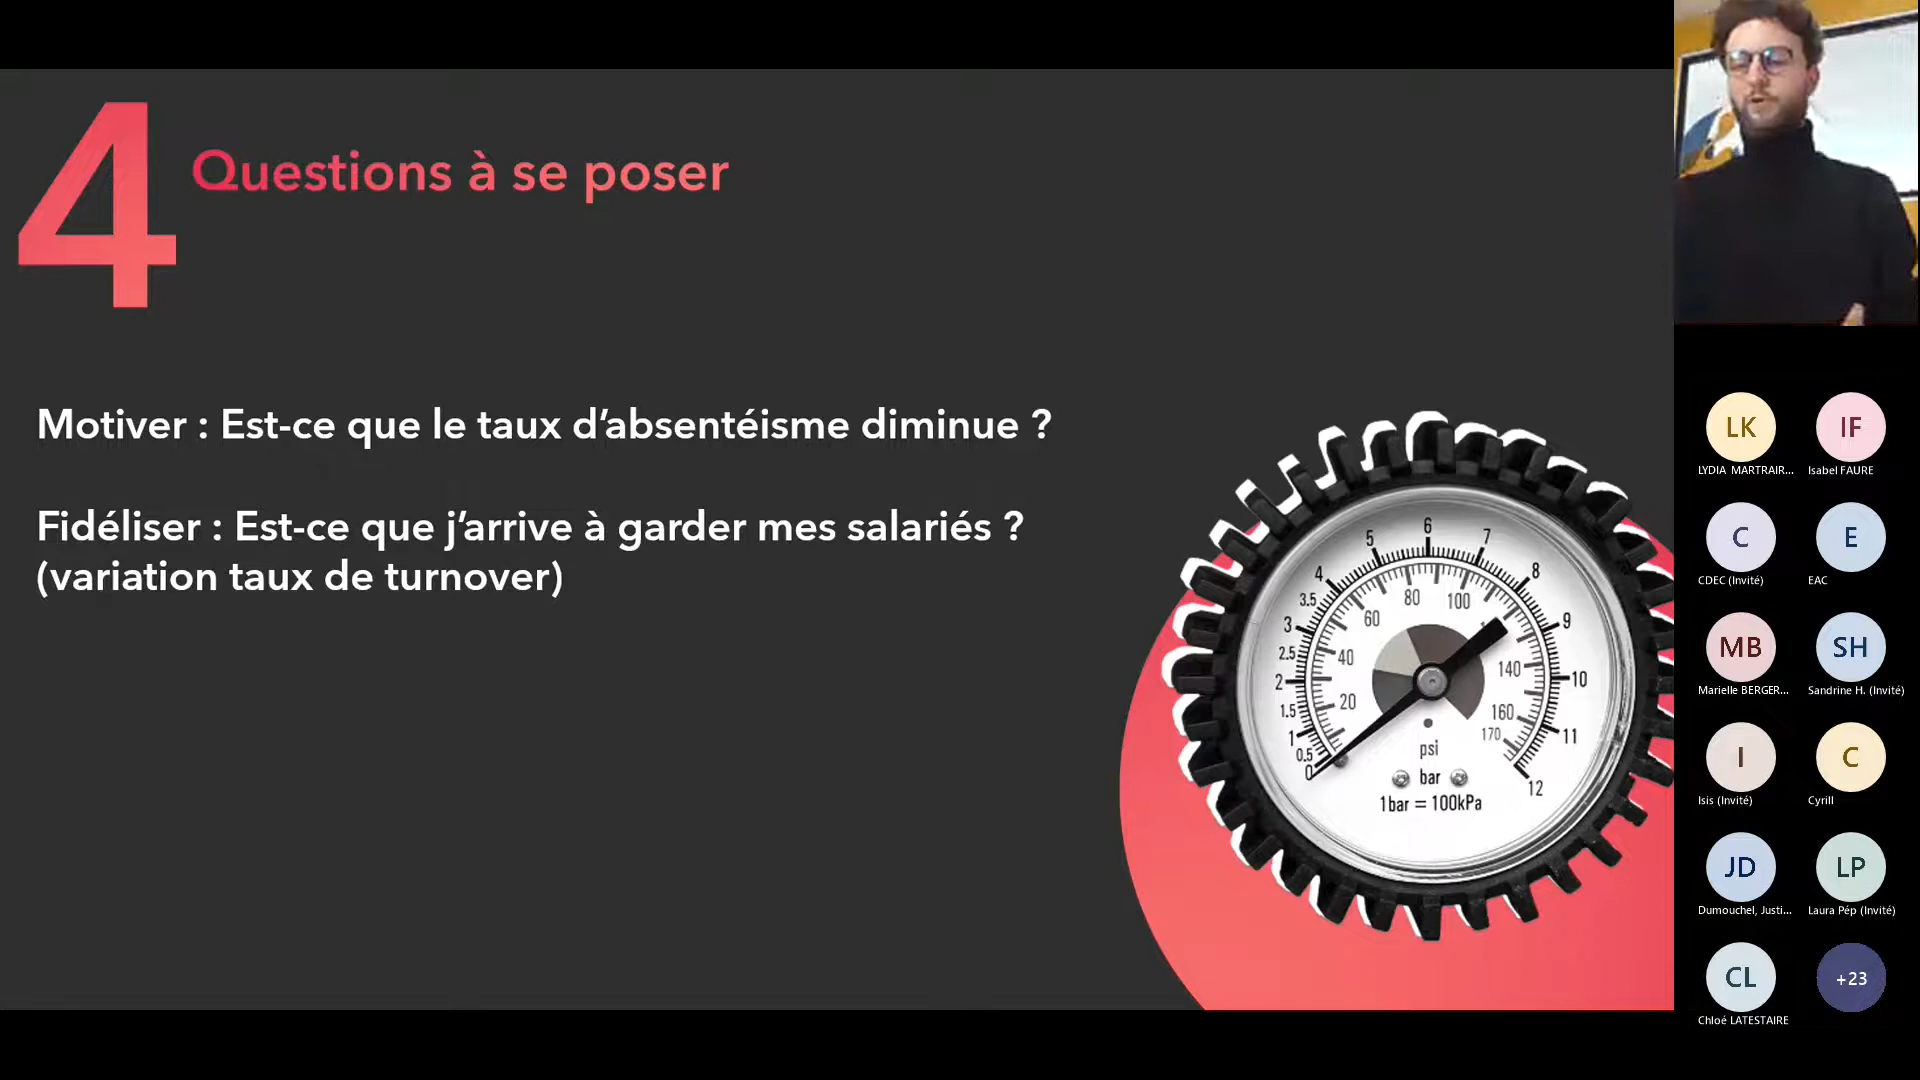 4
Questions à se poser
Motiver : Est-ce que le taux d’absentéisme diminue ?
Fidéliser : Est-ce que j’arrive à garder mes salariés ?
(variation taux de turnover)
0
0.5
1
1.5
2
2.5
3
3.5
4
5
6
7
8
9
10
11
12
20
40
60
80
100
140
160
170
psi
bar
1bar = 100kPa
LK
LYDIA MARTRAIR...
IF
Isabel FAURE
C
CDEC (Invité)
E
EAC
MB
Marielle BERGER...
SH
Sandrine H. (Invité)
I
Isis (Invité)
C
Cyrill
JD
Dumouchel, Justi...
LP
Laura Pép (Invité)
CL
Chloé LATESTAIRE
+23